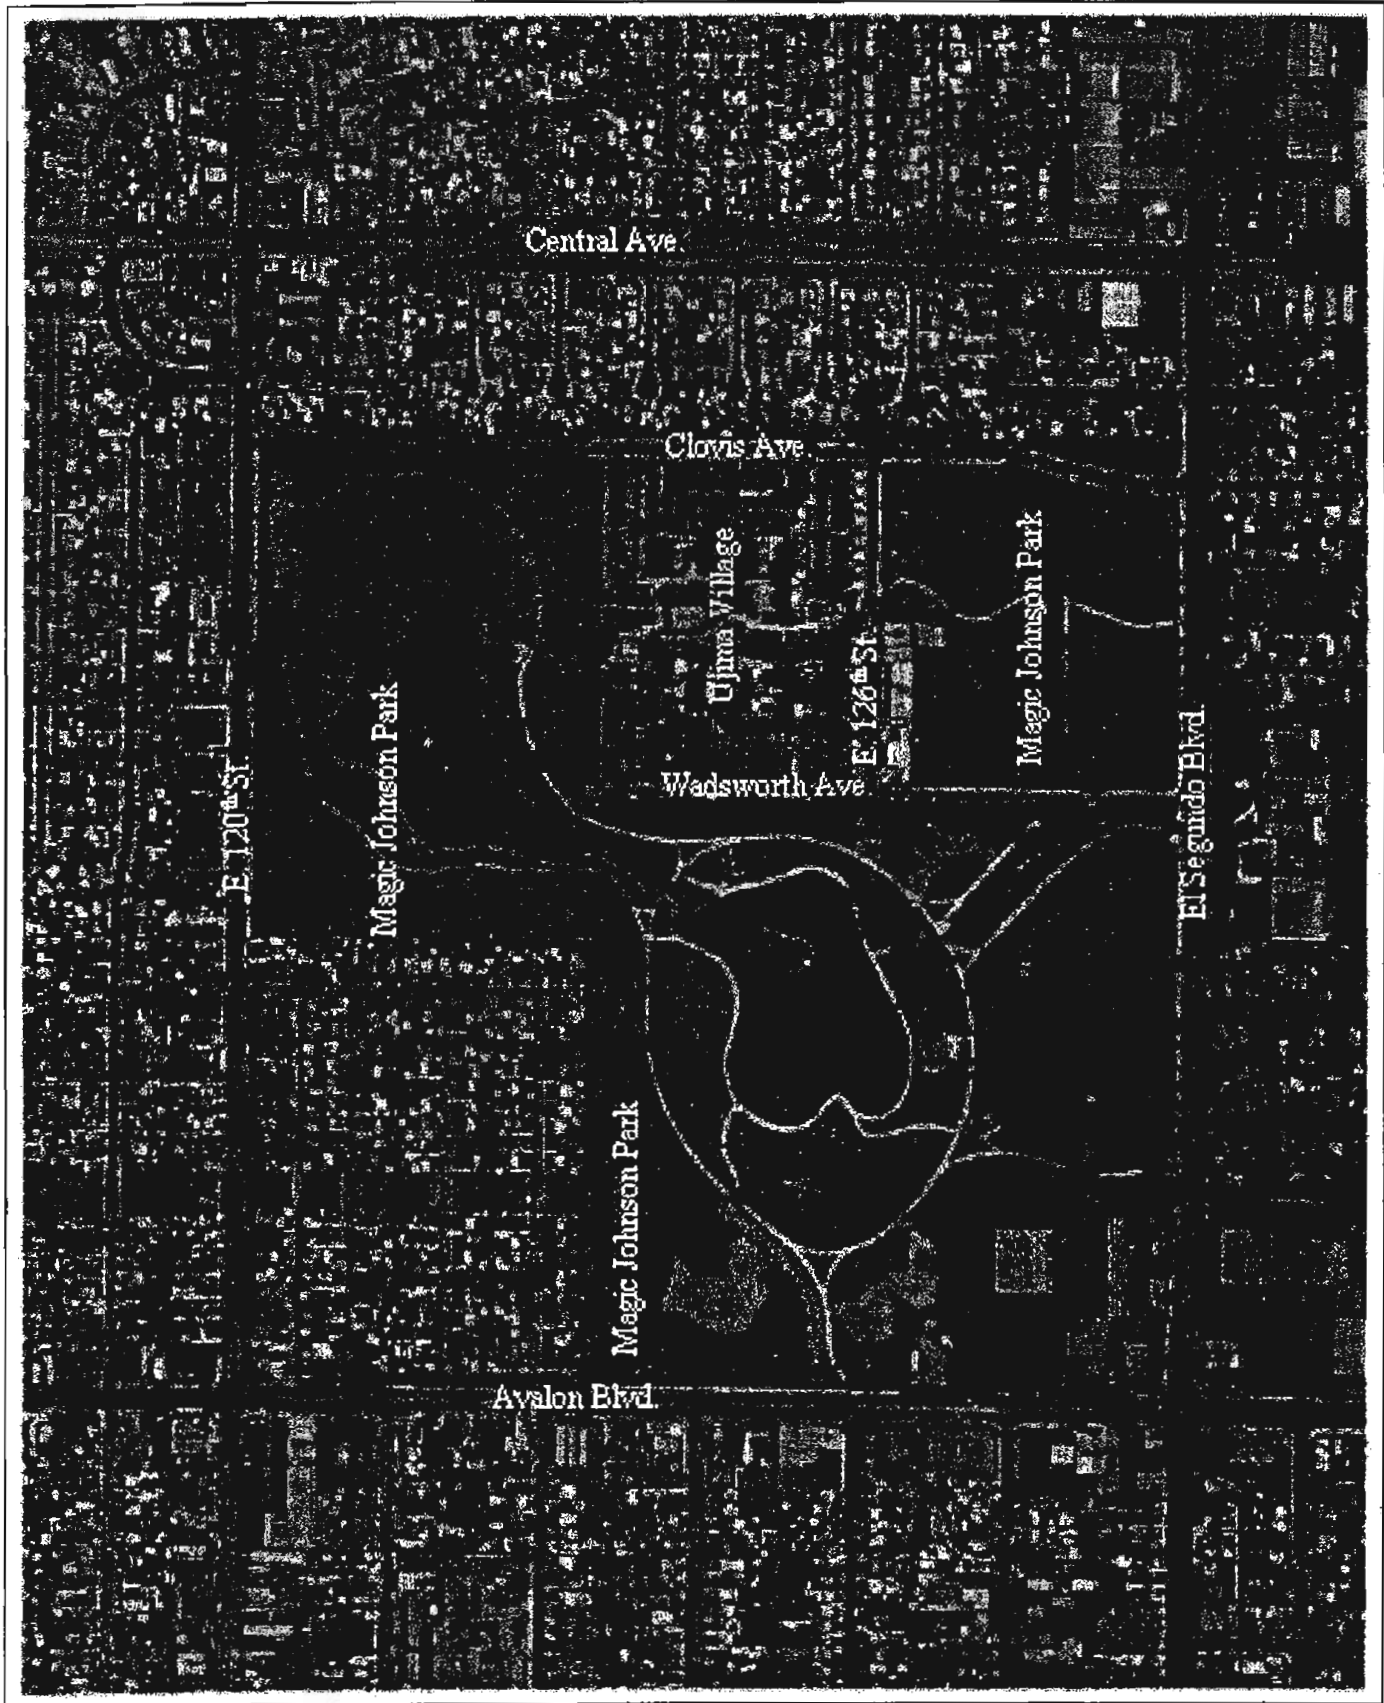 Central Ave.
Clovis Ave.
Ujima Village
Magic Johnson Park
E. 126th St.
Magic Johnson Park
Wadsworth Ave.
E. 120th St.
El Segundo Blvd.
Magic Johnson Park
Avalon Blvd.